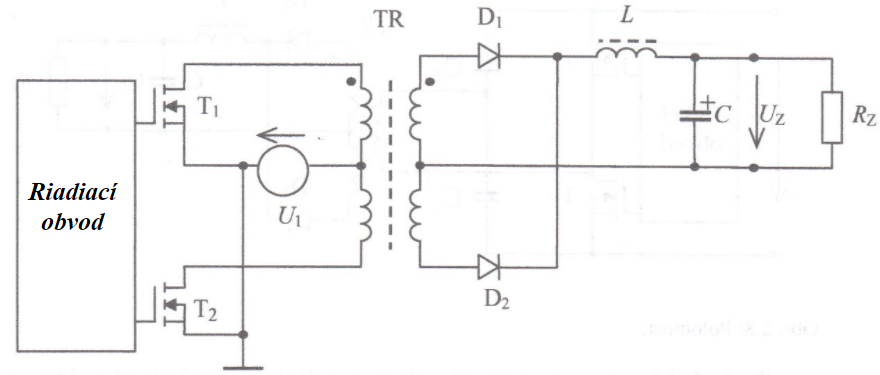 TR
D1
L
T1
+
C
UZ
RZ
Riadiací
obvod
U1
T2
D2